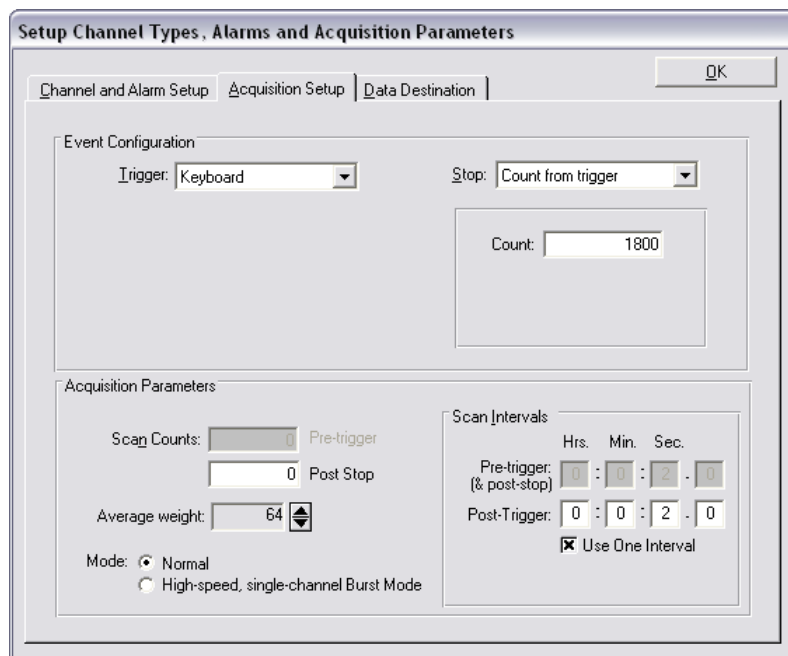 Setup Channel Types, Alarms and Acquisition Parameters
OK
Channel and Alarm Setup
Acquisition Setup
Data Destination
Event Configuration
Trigger: Keyboard
Stop: Count from trigger
Count: 1800
Acquisition Parameters
Scan Counts: 0 Pre-trigger
0 Post Stop
Average weight: 64
Mode: Normal
High-speed, single-channel Burst Mode
Scan Intervals
Hrs. Min. Sec.
Pre-trigger: 0 : 0 : 2 . 0
(& post-stop)
Post-Trigger: 0 : 0 : 2 . 0
Use One Interval